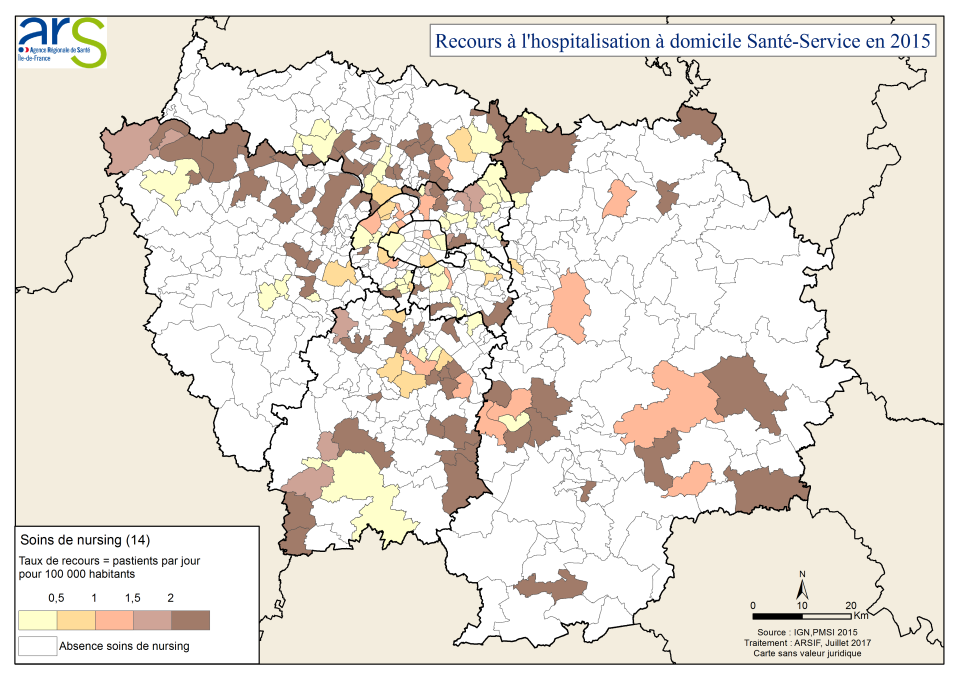 ars
Agence Régionale de Santé
Île-de-France
Recours à l'hospitalisation à domicile Santé-Service en 2015
Soins de nursing (14)
Taux de recours = pastients par jour
pour 100 000 habitants
0,5 1 1,5 2
Absence soins de nursing
N
0 10 20
Km
Source : IGN,PMSI 2015
Traitement : ARSIF, Juillet 2017
Carte sans valeur juridique